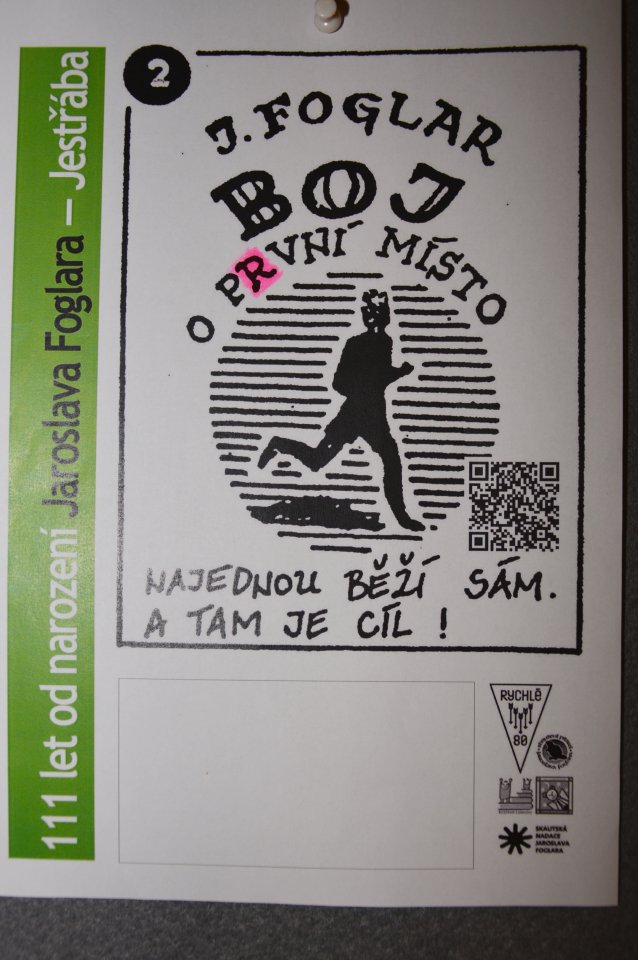 111 let od narození Jaroslava Foglara – Jestřába
2
J. FOGLAR
BOJ
O PRVNÍ MÍSTO
NAJEDNOU BĚŽÍ SÁM.
A TAM JE CÍL !
RYCHLÉ
80
SKAUTSKÁ
NADACE
JAROSLAVA
FOGLARA